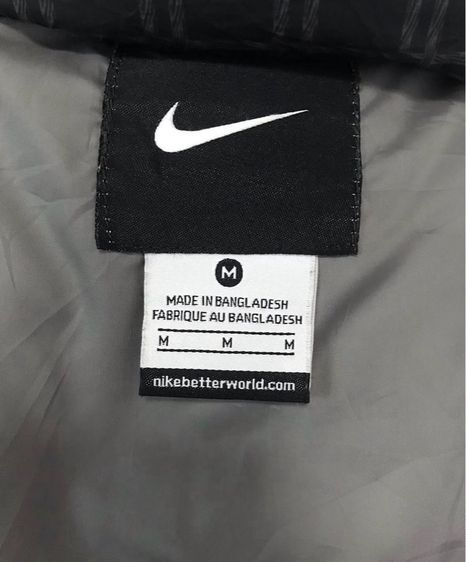 M
MADE IN BANGLADESH
FABRIQUE AU BANGLADESH
M M M
nikebetterworld.com